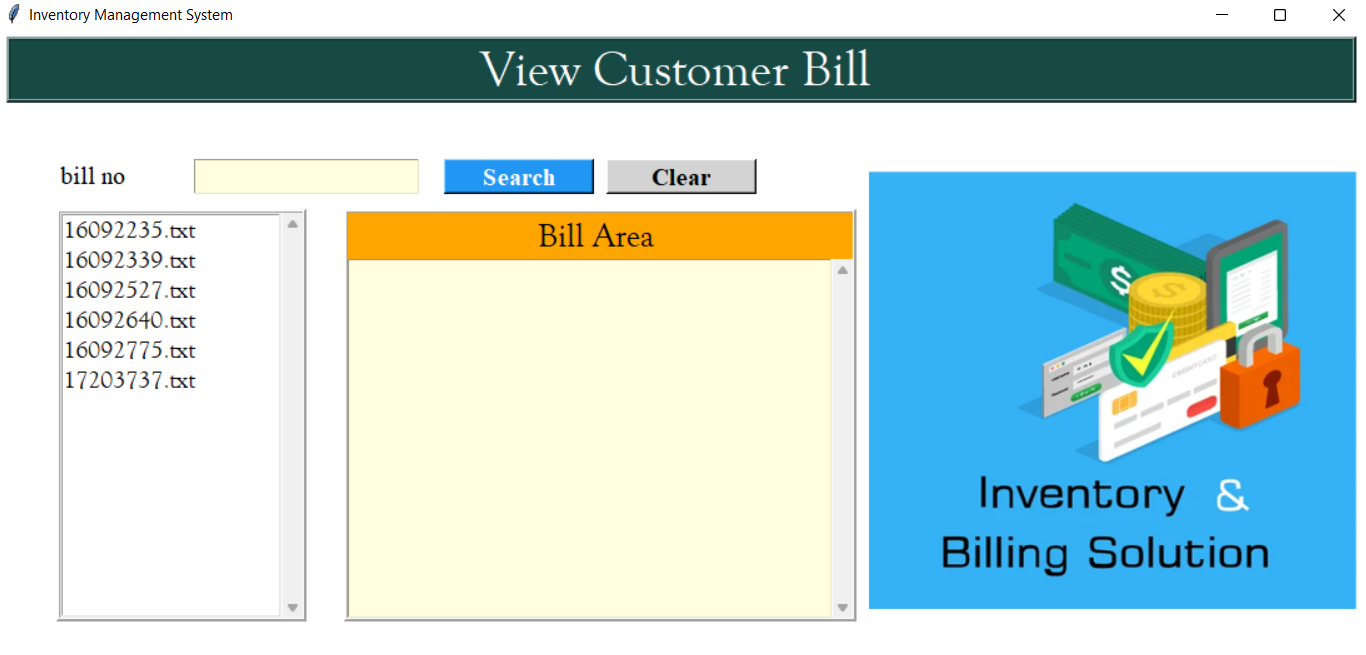 Inventory Management System
View Customer Bill
bill no
Search
Clear
16092235.txt
16092339.txt
16092527.txt
16092640.txt
16092775.txt
17203737.txt
Bill Area
$
$
CREDITCARD
Inventory &
Billing Solution